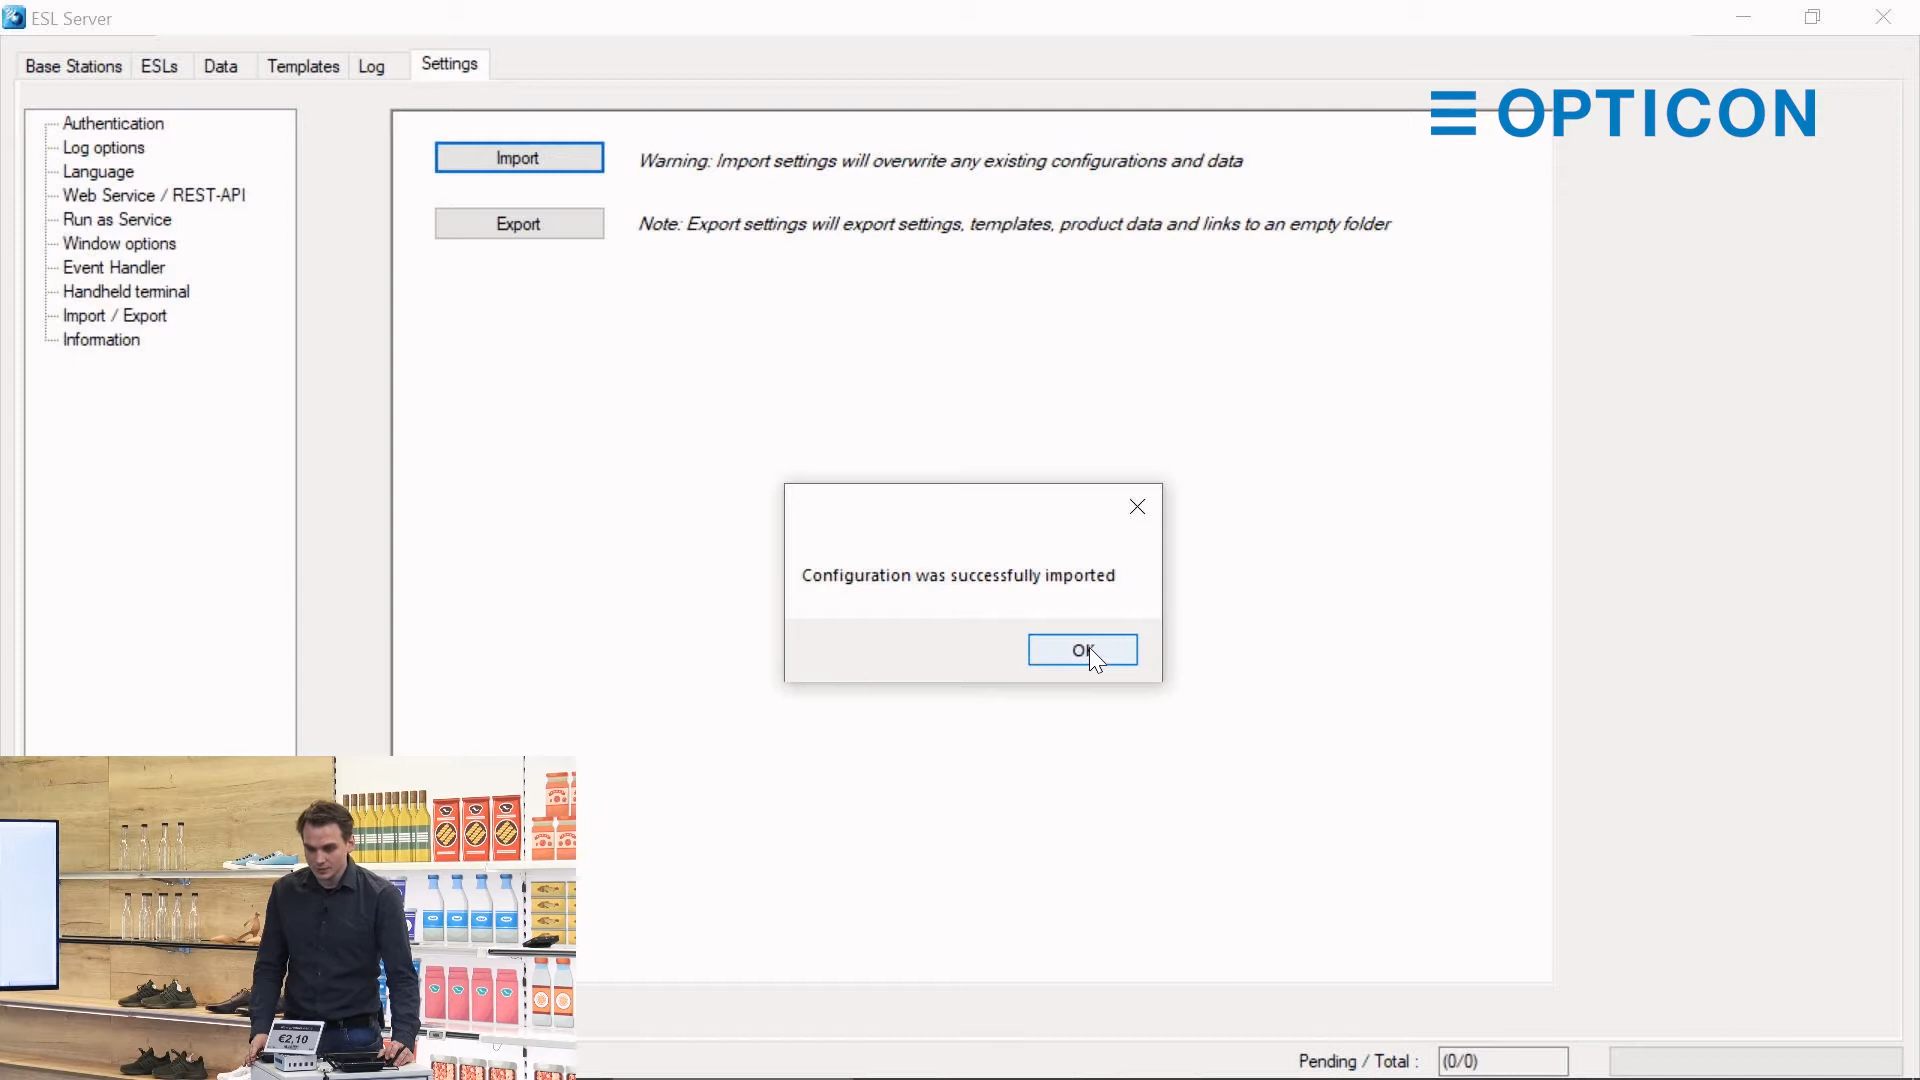 ESL Server
Base Stations
ESLs
Data
Templates
Log
Settings
OPTICON
Authentication
Log options
Language
Web Service / REST-API
Run as Service
Window options
Event Handler
Handheld terminal
Import / Export
Information
Import
Warning: Import settings will overwrite any existing configurations and data
Export
Note: Export settings will export settings, templates, product data and links to an empty folder
Configuration was successfully imported
OK
€2,10
Pending / Total :
(0/0)